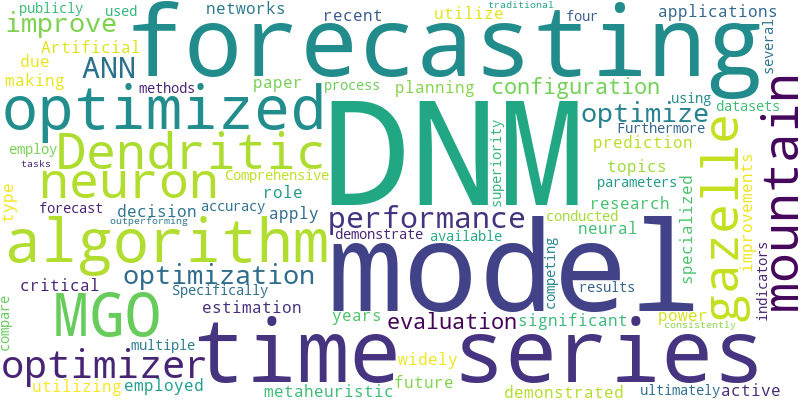 publicly used networks recent utilize traditional four applications several
improve forecasting
Artificial
due ANN
making methods paper process planning configuration using datasets
optimized DNM optimize mountain
Furthermore
employ Dendritic superiority prediction gazelle
tasks neuron Comprehensive topics
type role parameters improvements
forecast decision accuracy apply performance conjunction research specialized
outperforming
algorithm demonstrate available neural
optimization model competing indicators
critical Specifically results
compare MGO estimation years evaluation significant power
consistently
multiple time series
optimizer widely
utilizing employed metaheuristic future demonstrated ultimately active
conducted